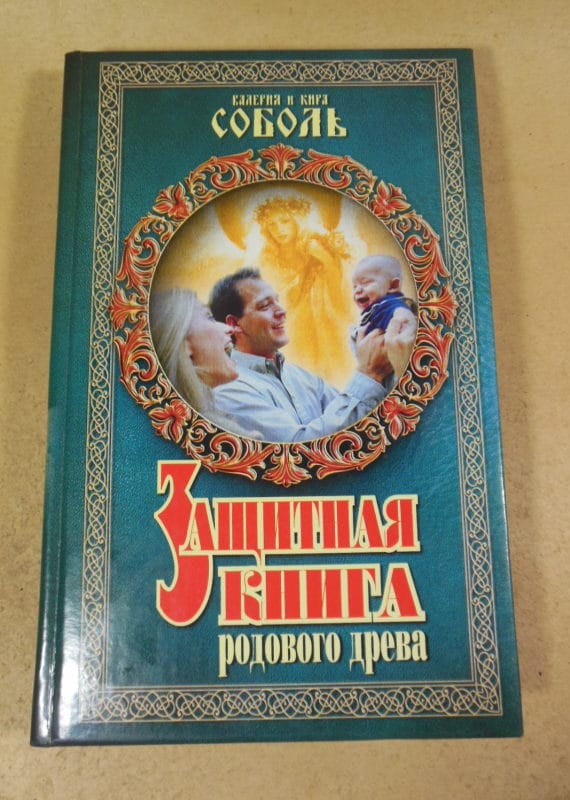 Валерия и Кира
Соболь
Защитная
книга
родового древа